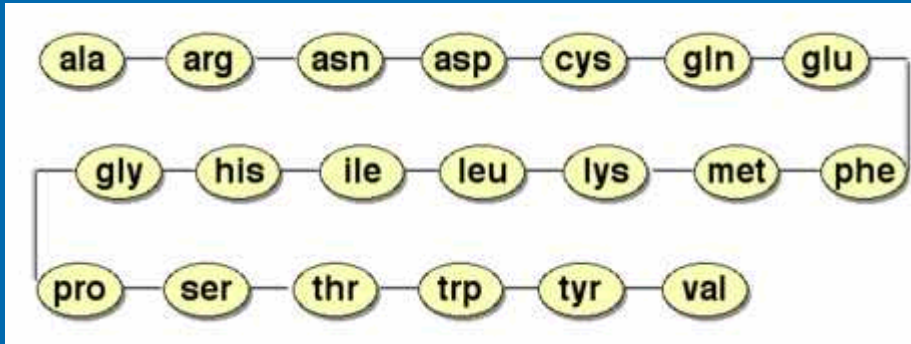 ala arg asn asp cys gln glu
gly his ile leu lys met phe
pro ser thr trp tyr val